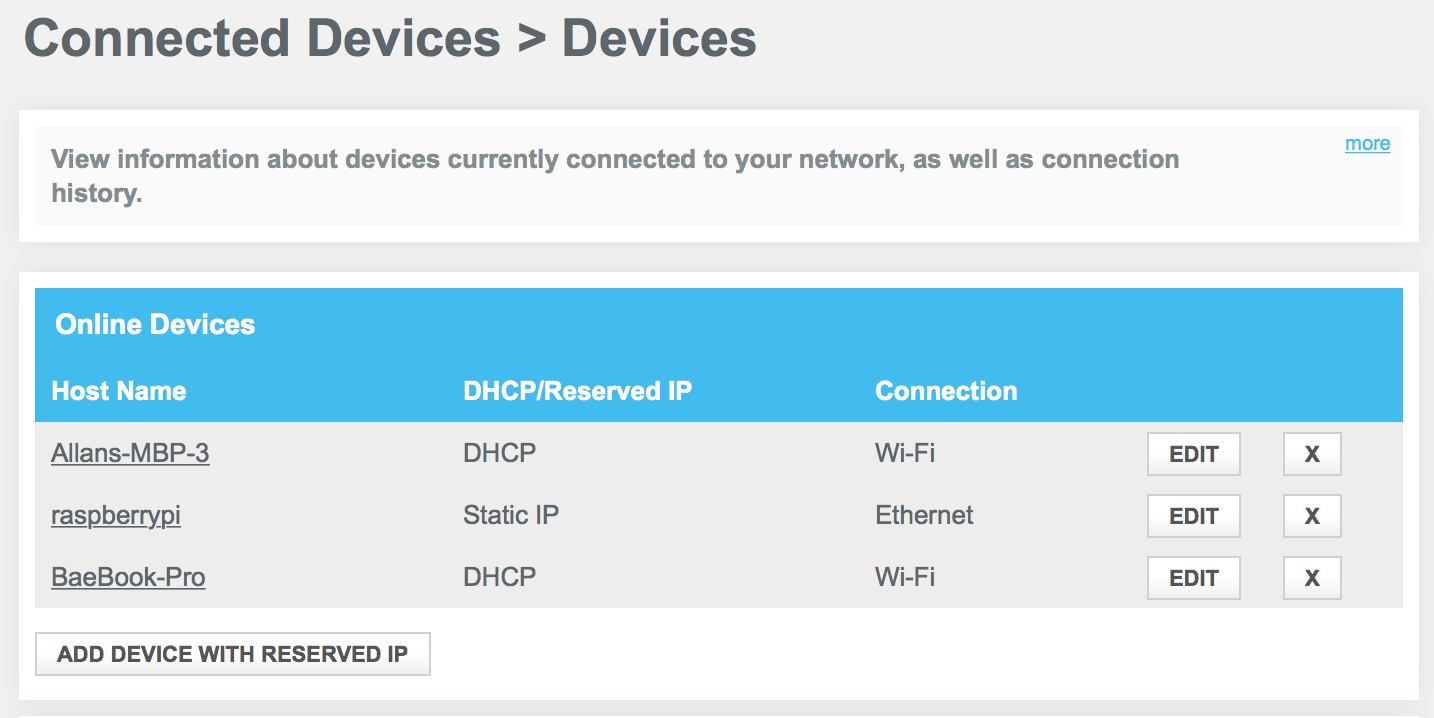 Connected Devices > Devices
more
View information about devices currently connected to your network, as well as connection
history.
Online Devices
Host Name DHCP/Reserved IP Connection
Allans-MBP-3 DHCP Wi-Fi EDIT X
raspberrypi Static IP Ethernet EDIT X
BaeBook-Pro DHCP Wi-Fi EDIT X
ADD DEVICE WITH RESERVED IP